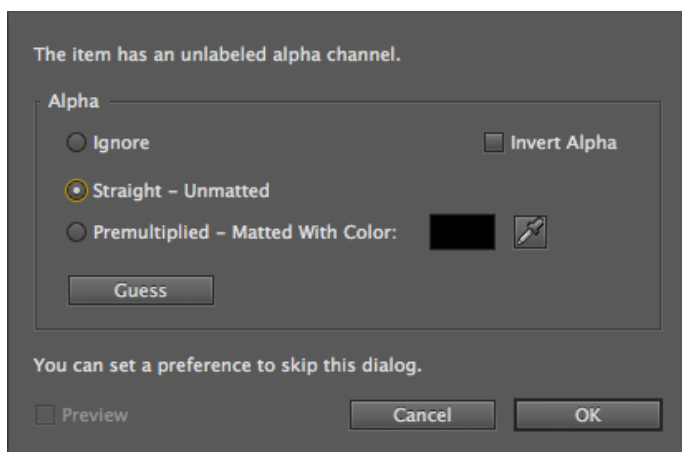 The item has an unlabeled alpha channel.
Alpha
Ignore
Invert Alpha
Straight – Unmatted
Premultiplied – Matted With Color:
Guess
You can set a preference to skip this dialog.
Preview
Cancel
OK